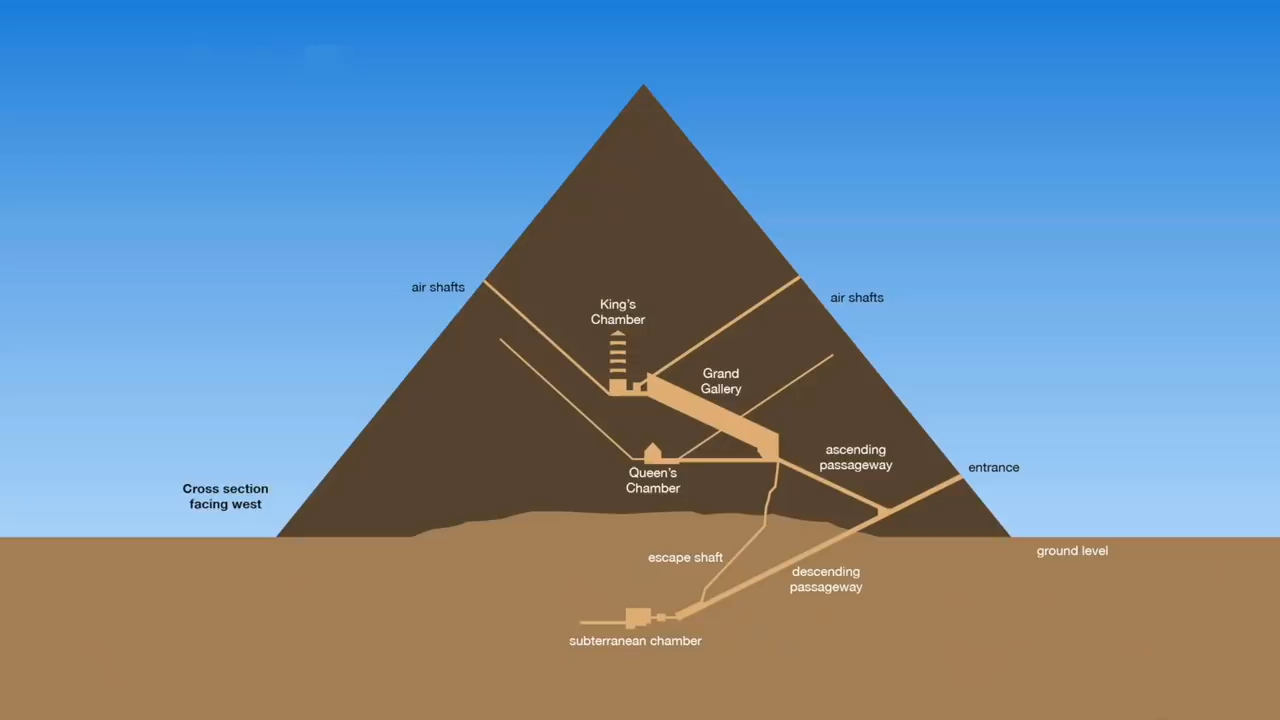 air shafts
King's
Chamber
air shafts
Grand
Gallery
ascending
passageway
entrance
Queen's
Chamber
Cross section
facing west
ground level
escape shaft
descending
passageway
subterranean chamber